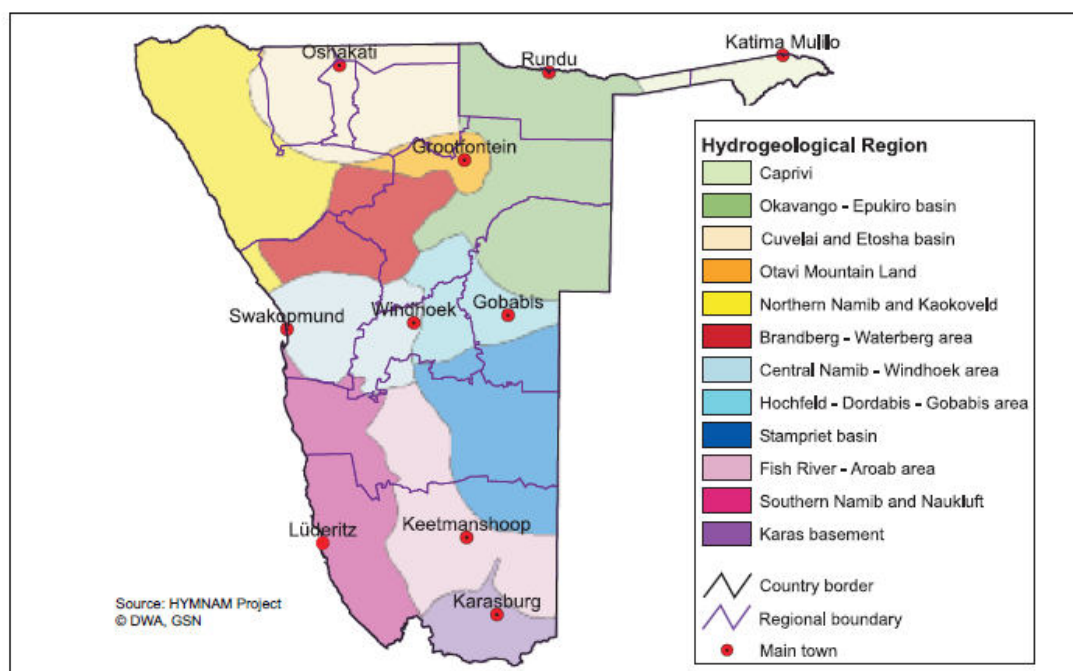 Oshakati
Rundu
Katima Mulilo
Grootfontein
Swakopmund
Windhoek
Gobabis
Lüderitz
Keetmanshoop
Karasburg
Source: HYMNAM Project
© DWA, GSN
Hydrogeological Region
Caprivi
Okavango - Epukiro basin
Cuvelai and Etosha basin
Otavi Mountain Land
Northern Namib and Kaokoveld
Brandberg - Waterberg area
Central Namib - Windhoek area
Hochfeld - Dordabis - Gobabis area
Stampriet basin
Fish River - Aroab area
Southern Namib and Naukluft
Karas basement
Country border
Regional boundary
Main town